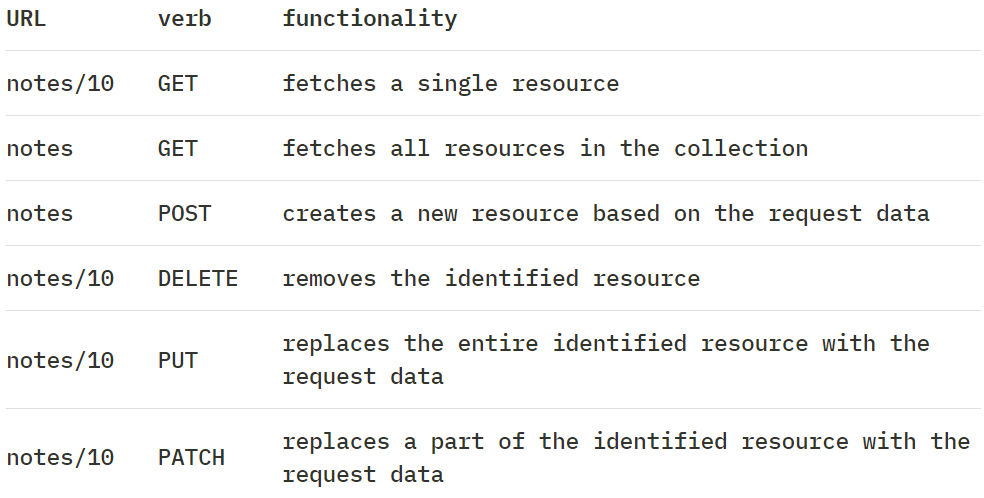 URL verb functionality
notes/10 GET fetches a single resource
notes GET fetches all resources in the collection
notes POST creates a new resource based on the request data
notes/10 DELETE removes the identified resource
notes/10 PUT replaces the entire identified resource with the
request data
notes/10 PATCH replaces a part of the identified resource with the
request data